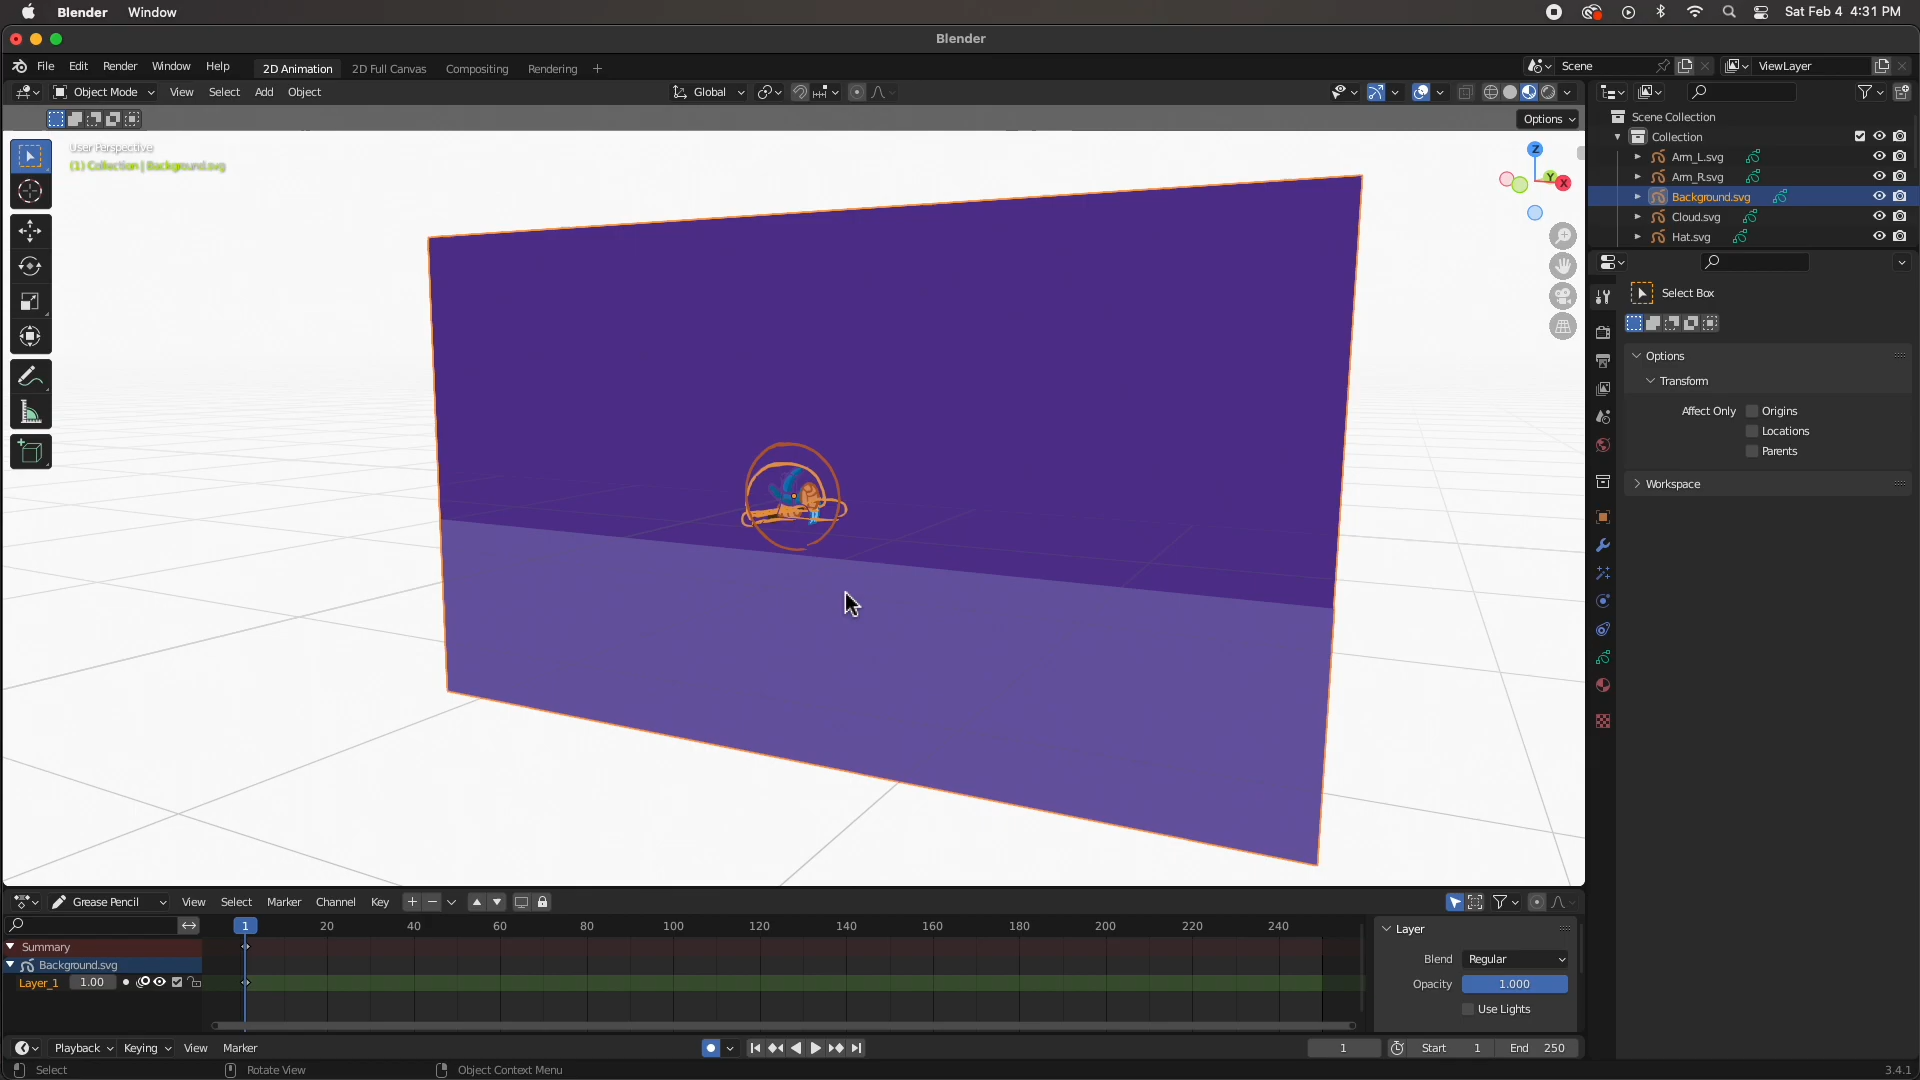 Blender Window Sat Feb 4 4:31 PM
Blender
File Edit Render Window Help 2D Animation 2D Full Canvas Compositing Rendering + Scene ViewLayer
Object Mode View Select Add Object Global
Options
User Perspective
(1) Collection | Background.svg
Z
Y
X
Scene Collection
Collection
Arm_L.svg
Arm_R.svg
Background.svg
Cloud.svg
Hat.svg
Select Box
Options
Transform
Affect Only Origins
Locations
Parents
Workspace
Grease Pencil View Select Marker Channel Key
1 20 40 60 80 100 120 140 160 180 200 220 240
Summary
Background.svg
Layer_1 1.00
Layer
Blend Regular
Opacity 1.000
Use Lights
Playback Keying View Marker 1 Start 1 End 250
Select Rotate View Object Context Menu 3.4.1